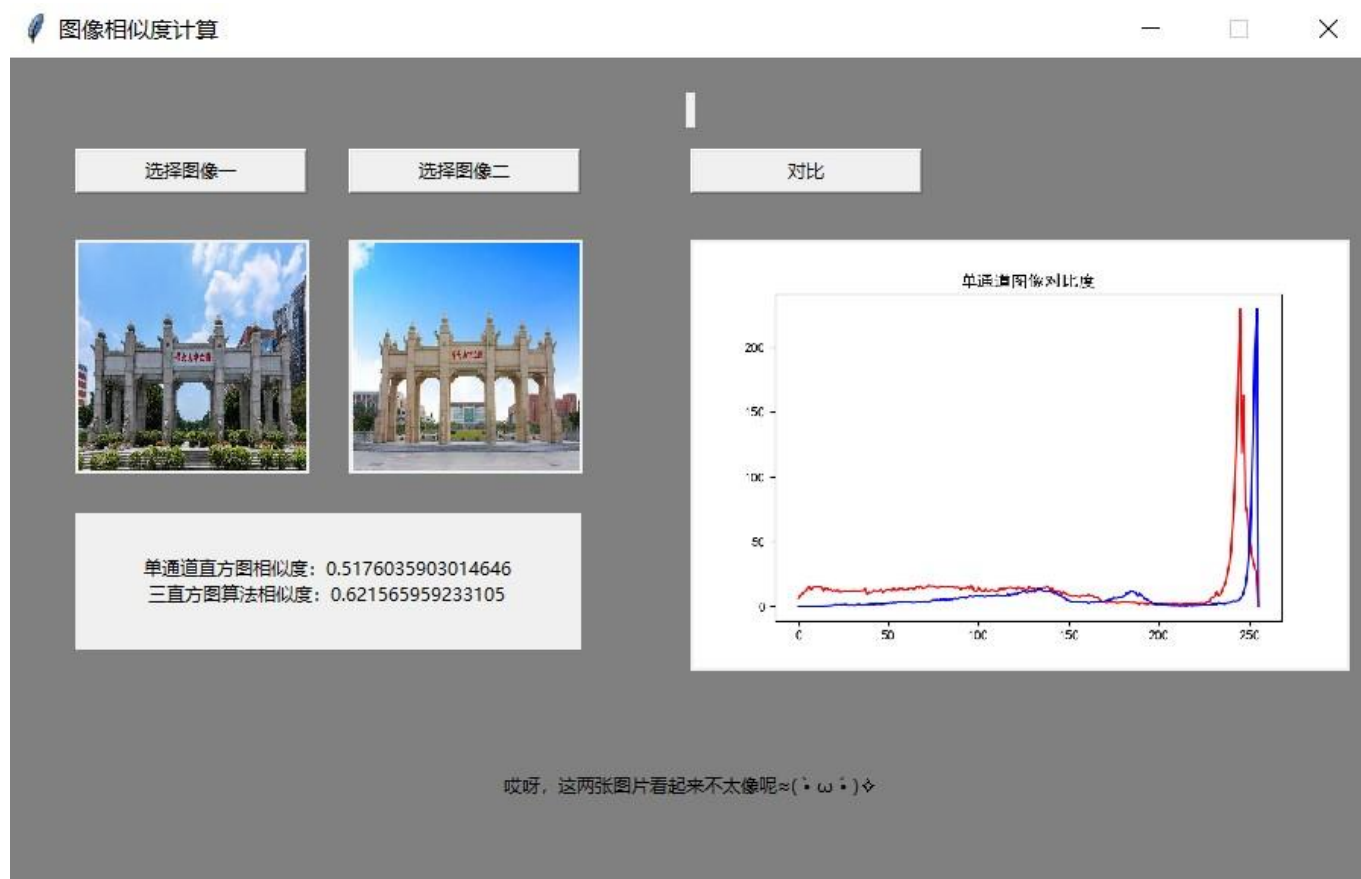 图像相似度计算
选择图像一
选择图像二
对比
单通道图像对比度
200
150
100
50
0
0
50
100
150
200
250
单通道直方图相似度：0.5176035903014646
三直方图算法相似度：0.621565959233105
哎呀，这两张图片看起来不太像呢≈(•̀ω•́)✧